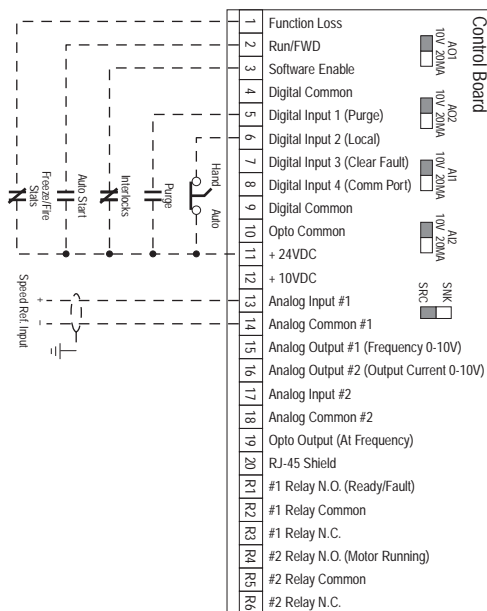 Control Board
1 Function Loss
2 Run/FWD
3 Software Enable
4 Digital Common
5 Digital Input 1 (Purge)
6 Digital Input 2 (Local)
7 Digital Input 3 (Clear Fault)
8 Digital Input 4 (Comm Port)
9 Digital Common
10 Opto Common
11 + 24VDC
12 + 10VDC
13 Analog Input #1
14 Analog Common #1
15 Analog Output #1 (Frequency 0-10V)
16 Analog Output #2 (Output Current 0-10V)
17 Analog Input #2
18 Analog Common #2
19 Opto Output (At Frequency)
20 RJ-45 Shield
R1 #1 Relay N.O. (Ready/Fault)
R2 #1 Relay Common
R3 #1 Relay N.C.
R4 #2 Relay N.O. (Motor Running)
R5 #2 Relay Common
R6 #2 Relay N.C.
AO1
10V 20MA
AO2
10V 20MA
AI1
10V 20MA
AI2
10V 20MA
SNK
SRC
Freeze/Fire
Stats
Auto Start
Interlocks
Purge
Hand
Auto
Speed Ref. Input
+
-